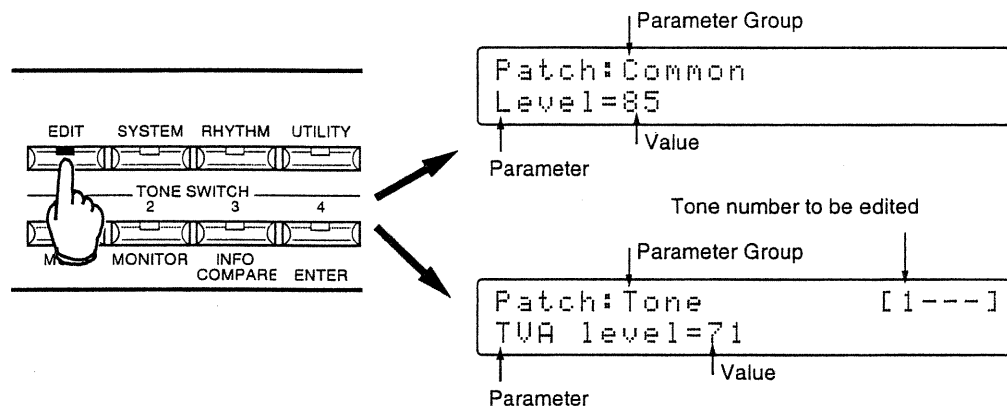 EDIT SYSTEM RHYTHM UTILITY
TONE SWITCH
2 3 4
MONITOR INFO COMPARE ENTER
Parameter Group
Patch:Common
Level=85
Value
Parameter
Tone number to be edited
Parameter Group
Patch:Tone [1---]
TVA level=71
Value
Parameter